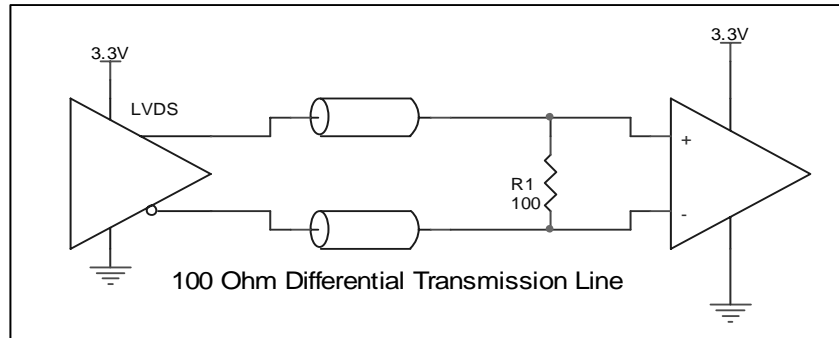 3.3V
3.3V
LVDS
+
R1
100
-
100 Ohm Differential Transmission Line